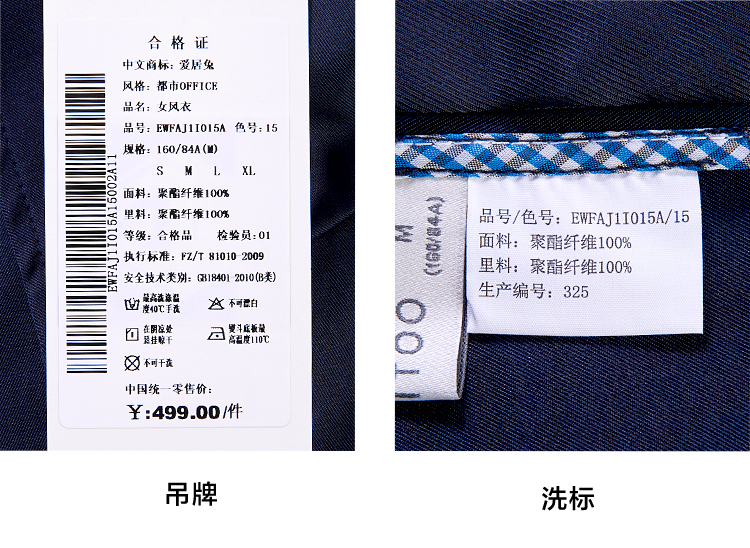 合格证
中文商标：爱居兔
风格：都市OFFICE
品名：女风衣
品号：EWFAJ1I015A 色号：15
规格：160/84A(M)
S M L XL
面料：聚酯纤维100%
里料：聚酯纤维100%
等级：合格品 检验员：01
执行标准：FZ/T 81010-2009
安全技术类别：GB18401-2010(B类)
最高洗涤温度40℃手洗
不可漂白
在阴凉处悬挂晾干
熨斗底板最高温度110℃
不可干洗
中国统一零售价：
¥:499.00/件
EWFAJ1I015A15002A11
品号/色号：EWFAJ1I015A/15
面料：聚酯纤维100%
里料：聚酯纤维100%
生产编号：325
M
(160/84A)
ITOO
吊牌
洗标